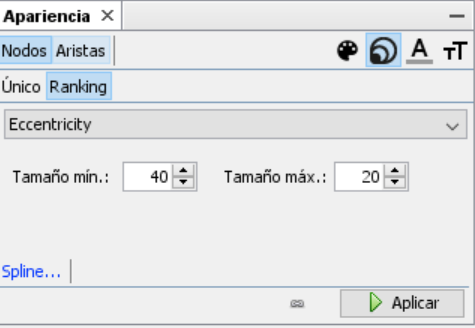 Apariencia
Nodos Aristas
Único Ranking
Eccentricity
Tamaño mín.: 40 Tamaño máx.: 20
Spline...
Aplicar